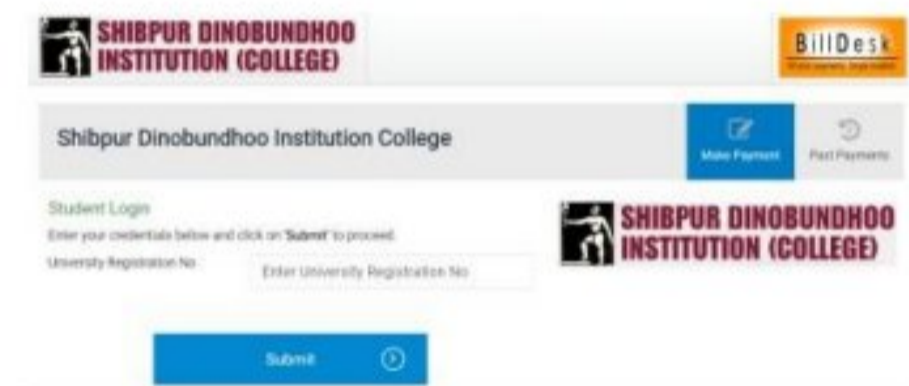 SHIBPUR DINOBUNDHOO
INSTITUTION (COLLEGE)
BillDesk
Shibpur Dinobundhoo Institution College
Make Payment
Past Payments
Student Login
Enter your credentials below and click on 'Submit' to proceed.
University Registration No
Enter University Registration No
SHIBPUR DINOBUNDHOO
INSTITUTION (COLLEGE)
Submit